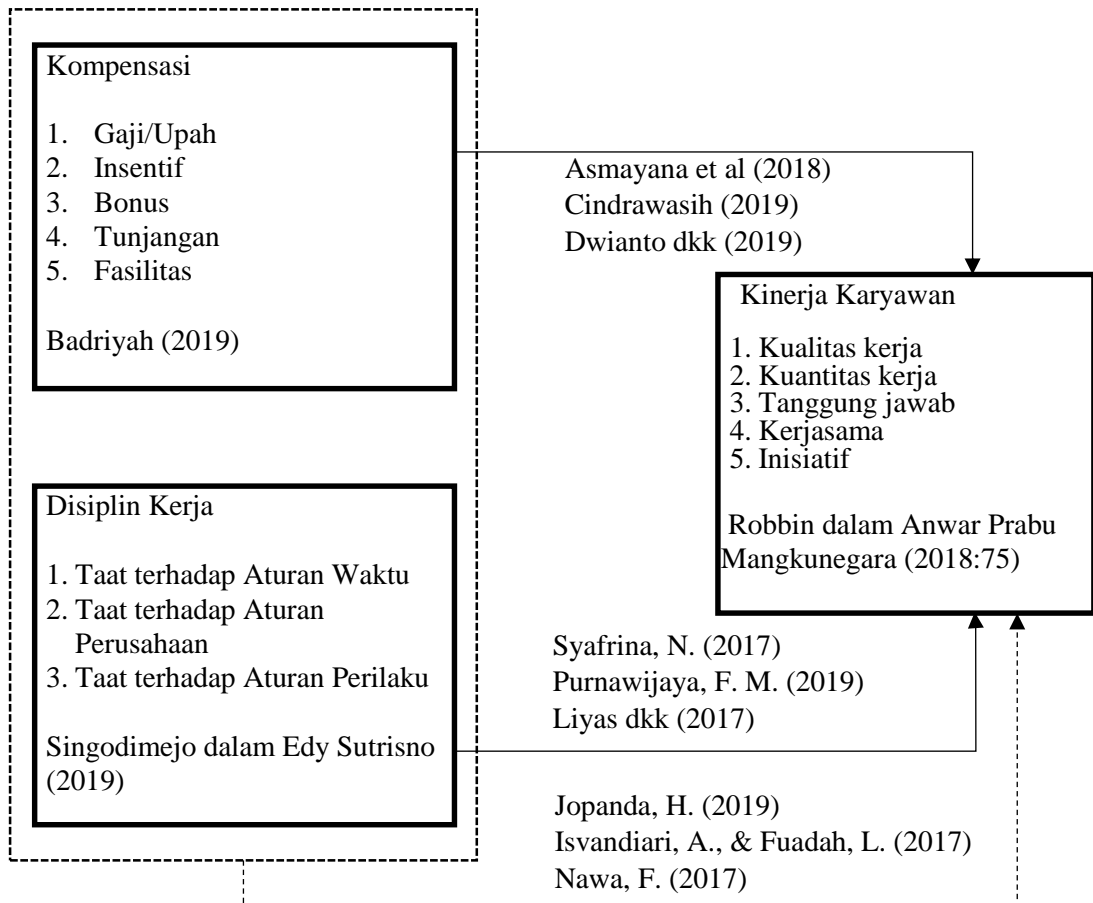 Kompensasi
1. Gaji/Upah
2. Insentif
3. Bonus
4. Tunjangan
5. Fasilitas
Badriyah (2019)
Asmayana et al (2018)
Cindrawasih (2019)
Dwianto dkk (2019)
Kinerja Karyawan
1. Kualitas kerja
2. Kuantitas kerja
3. Tanggung jawab
4. Kerjasama
5. Inisiatif
Robbin dalam Anwar Prabu
Mangkunegara (2018:75)
Disiplin Kerja
1. Taat terhadap Aturan Waktu
2. Taat terhadap Aturan
Perusahaan
3. Taat terhadap Aturan Perilaku
Singodimejo dalam Edy Sutrisno
(2019)
Syafrina, N. (2017)
Purnawijaya, F. M. (2019)
Liyas dkk (2017)
Jopanda, H. (2019)
Isvandiari, A., & Fuadah, L. (2017)
Nawa, F. (2017)